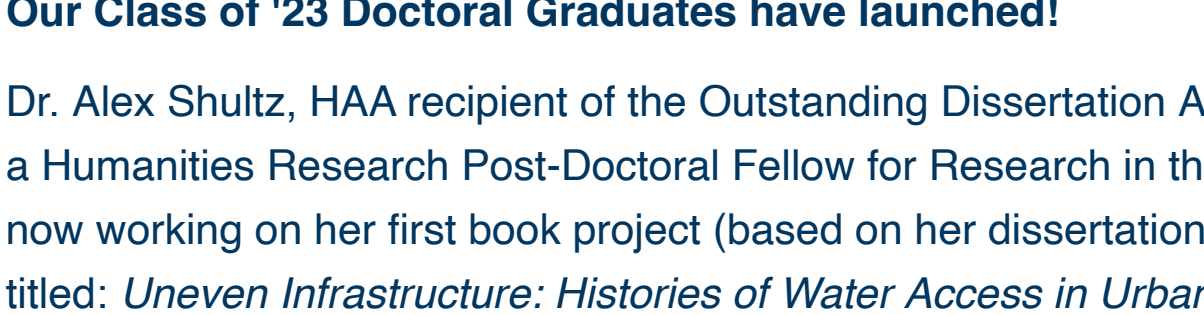 Our Class of '23 Doctoral Graduates have launched!
Dr. Alex Shultz, HAA recipient of the Outstanding Dissertation
a Humanities Research Post-Doctoral Fellow for Research in
now working on her first book project (based on her dissertation
titled: Uneven Infrastructure: Histories of Water Access in